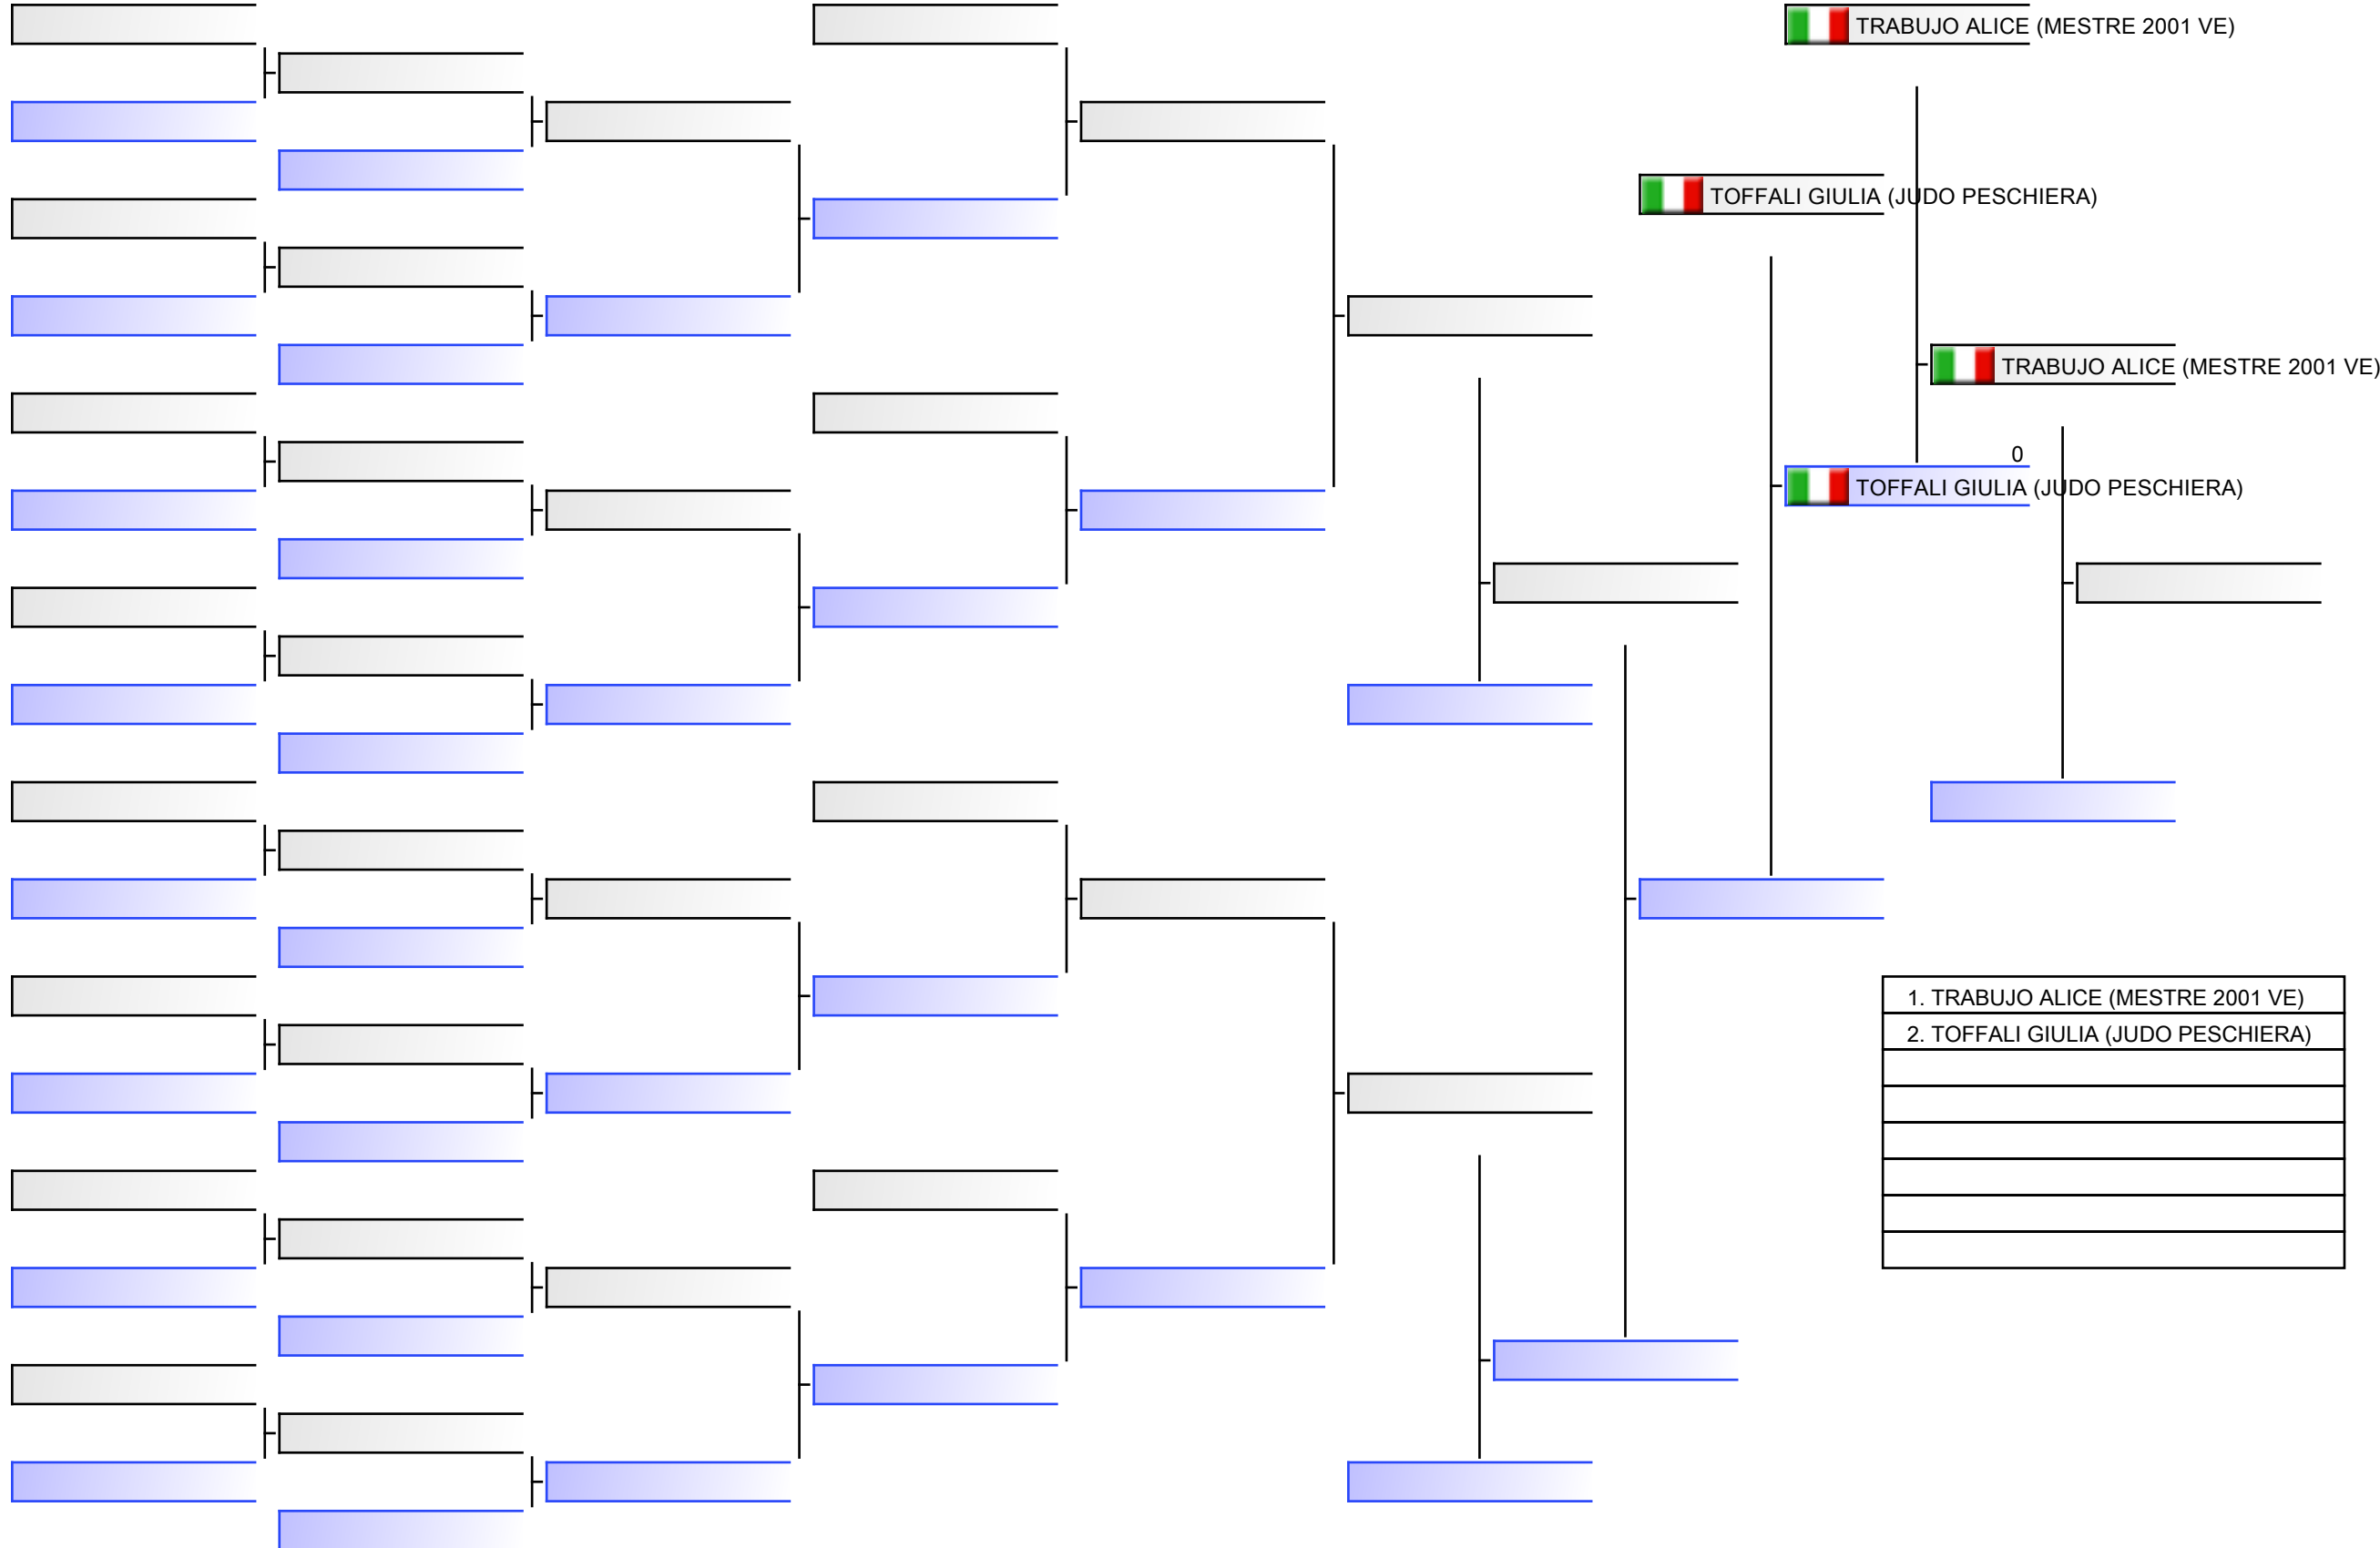 TRABUJO ALICE (MESTRE 2001 VE)
TOFFALI GIULIA (JUDO PESCHIERA)
TRABUJO ALICE (MESTRE 2001 VE)
0
TOFFALI GIULIA (JUDO PESCHIERA)
1. TRABUJO ALICE (MESTRE 2001 VE)
2. TOFFALI GIULIA (JUDO PESCHIERA)